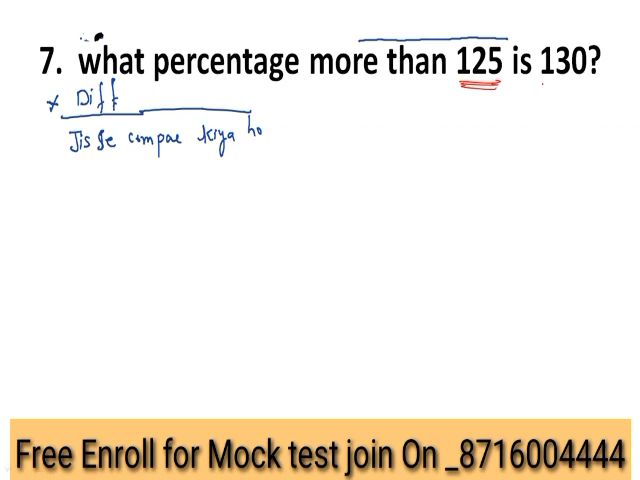 7. what percentage more than 125 is 130?
Diff
Jis se compae kiya ho
Free Enroll for Mock test join On _8716004444